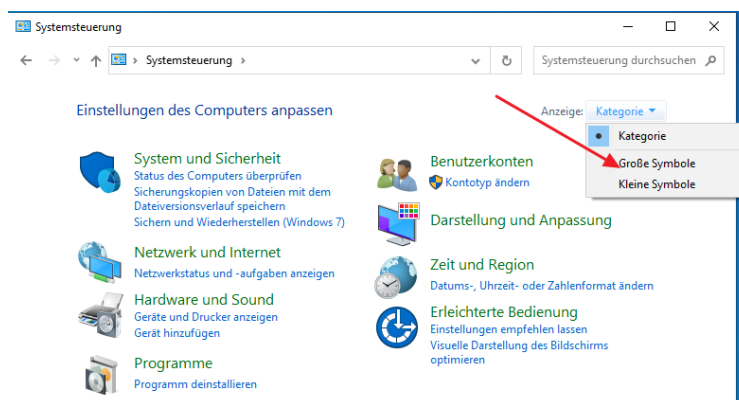 Systemsteuerung
Systemsteuerung
Systemsteuerung durchsuchen
Einstellungen des Computers anpassen
Anzeige: Kategorie
Kategorie
Große Symbole
Kleine Symbole
System und Sicherheit
Status des Computers überprüfen
Sicherungskopien von Dateien mit dem
Dateiversionsverlauf speichern
Sichern und Wiederherstellen (Windows 7)
Netzwerk und Internet
Netzwerkstatus und -aufgaben anzeigen
Hardware und Sound
Geräte und Drucker anzeigen
Gerät hinzufügen
Programme
Programm deinstallieren
Benutzerkonten
Kontotyp ändern
Darstellung und Anpassung
Zeit und Region
Datums-, Uhrzeit- oder Zahlenformat ändern
Erleichterte Bedienung
Einstellungen empfehlen lassen
Visuelle Darstellung des Bildschirms
optimieren